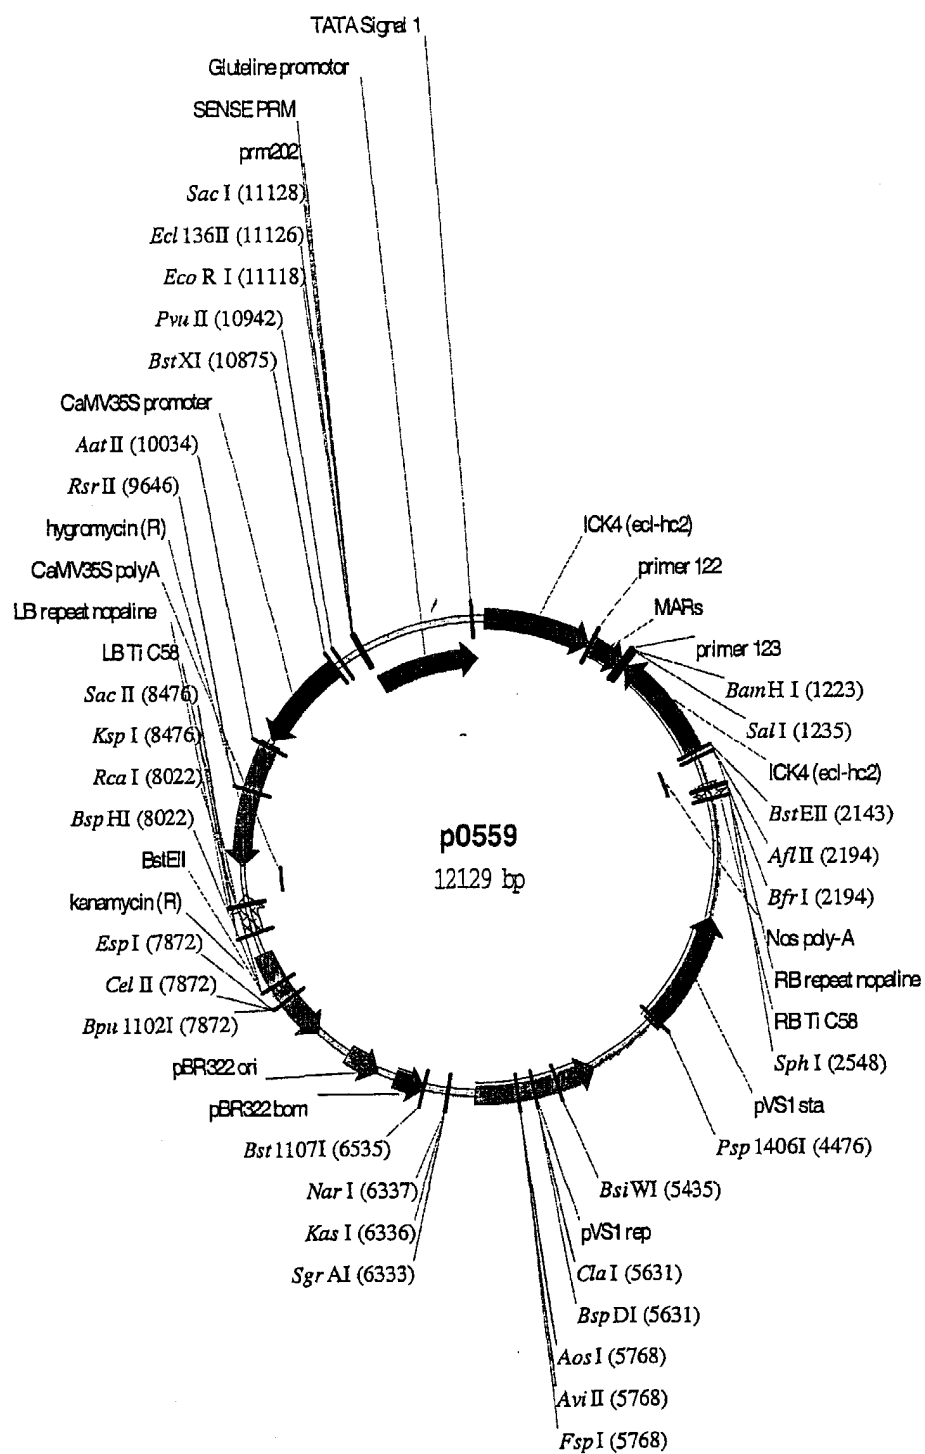 TATA Signal 1
Gluteline promotor
SENSE PRM
prm202
Sac I (11128)
Ecl 136II (11126)
Eco R I (11118)
Pvu II (10942)
BstXI (10875)
CaMV35S promoter
Aat II (10034)
Rsr II (9646)
hygromycin (R)
CaMV35S polyA
LB repeat nopaline
LB Ti C58
Sac II (8476)
Ksp I (8476)
Rca I (8022)
Bsp HI (8022)
BstEII
kanamycin (R)
Esp I (7872)
Cel II (7872)
Bpu 1102I (7872)
pBR322 ori
pBR322 bom
Bst 1107I (6535)
Nar I (6337)
Kas I (6336)
Sgr AI (6333)
ICK4 (ecl-hc2)
primer 122
MARs
primer 123
BamH I (1223)
Sal I (1235)
ICK4 (ecl-hc2)
BstEII (2143)
Afl II (2194)
Bfr I (2194)
Nos poly-A
RB repeat nopaline
RB Ti C58
Sph I (2548)
pVS1 sta
Psp 1406I (4476)
BsiWI (5435)
pVS1 rep
Cla I (5631)
Bsp DI (5631)
Aos I (5768)
Avi II (5768)
Fsp I (5768)
p0559
12129 bp